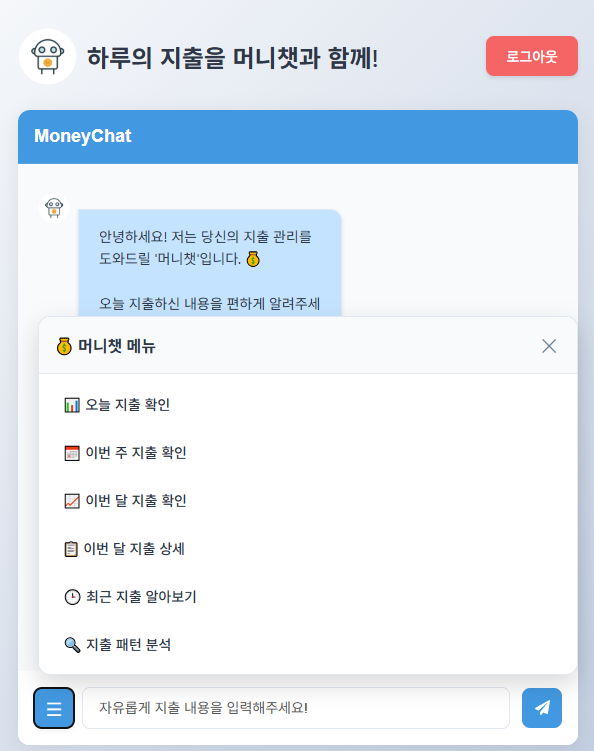 하루의 지출을 머니챗과 함께!
로그아웃
MoneyChat
안녕하세요! 저는 당신의 지출 관리를
도와드릴 '머니챗'입니다. 💰
오늘 지출하신 내용을 편하게 알려주세
💰 머니챗 메뉴
📊 오늘 지출 확인
📅 이번 주 지출 확인
📈 이번 달 지출 확인
📋 이번 달 지출 상세
🕒 최근 지출 알아보기
🔍 지출 패턴 분석
자유롭게 지출 내용을 입력해주세요!